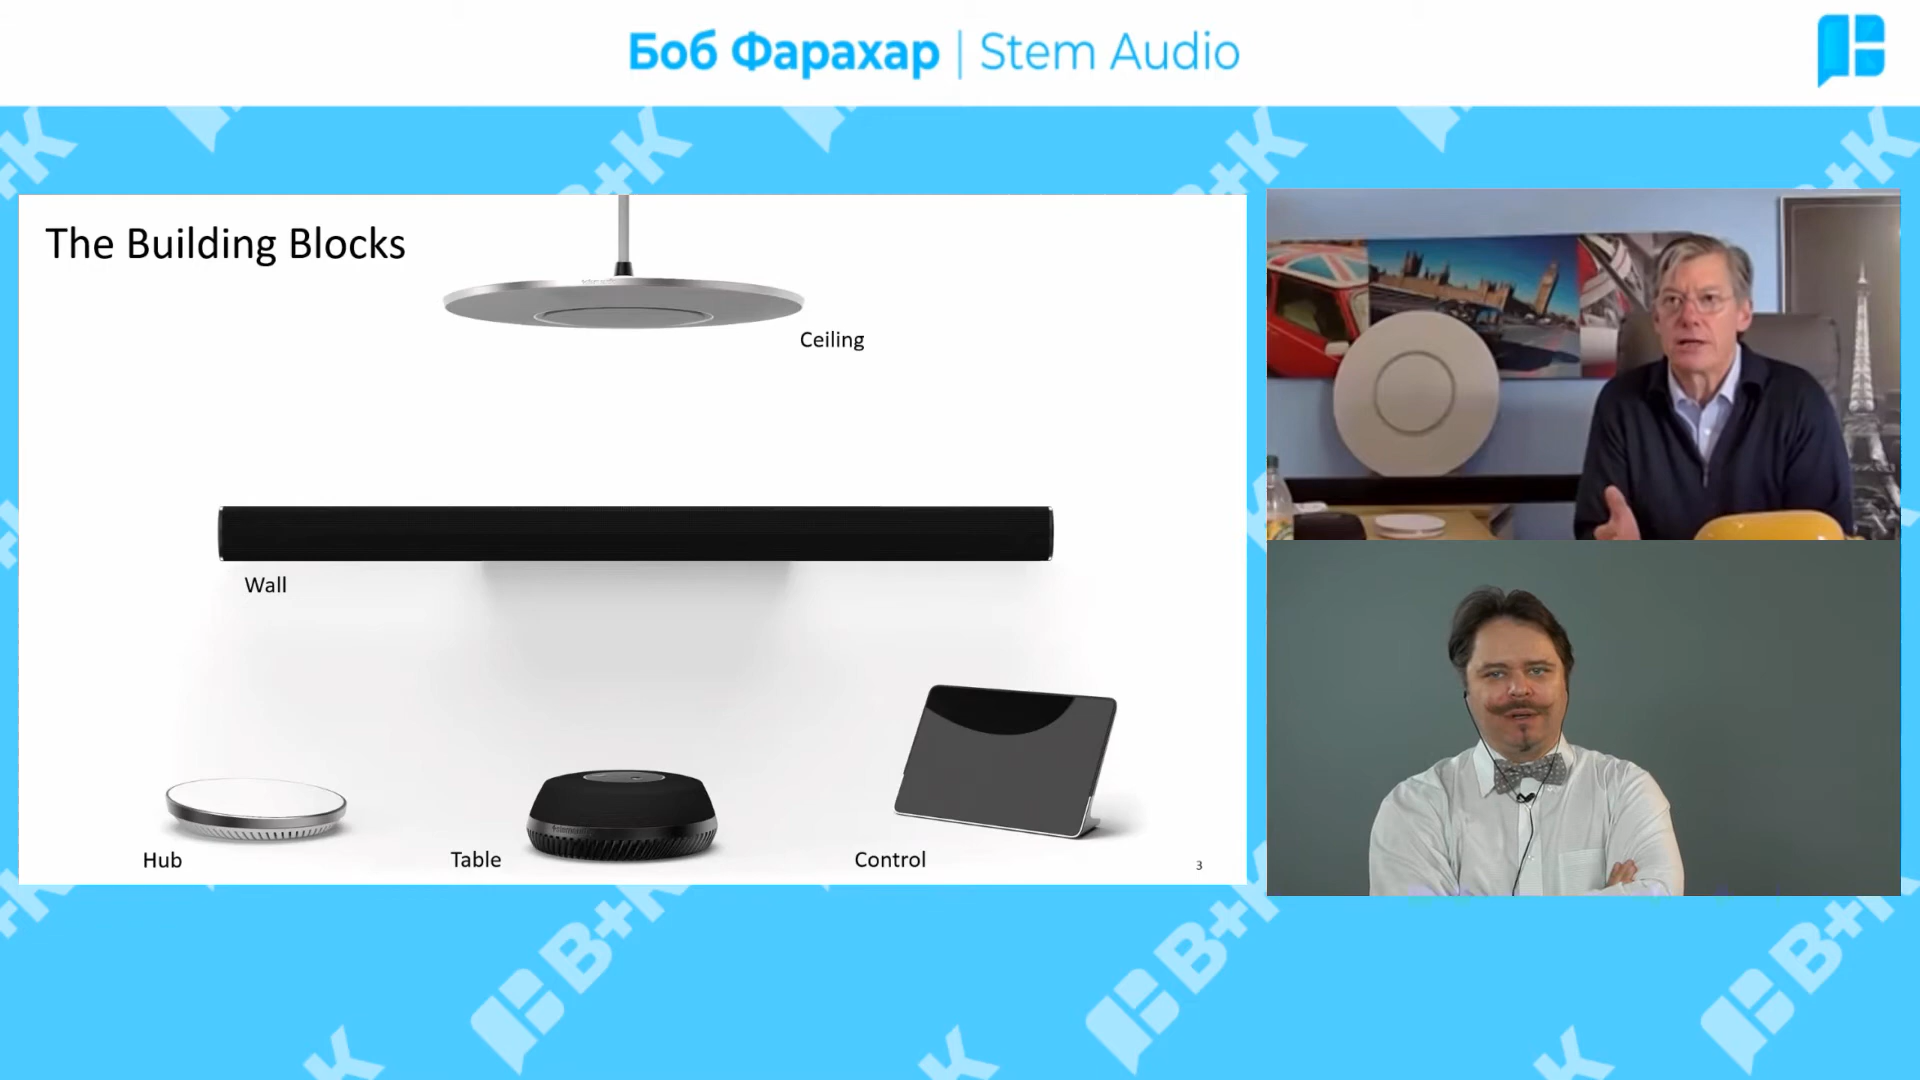 Боб Фарахар | Stem Audio
The Building Blocks
Ceiling
Wall
Hub
Table
Control
3
В+К
В+К
В+К
В+К
В+К
В+К